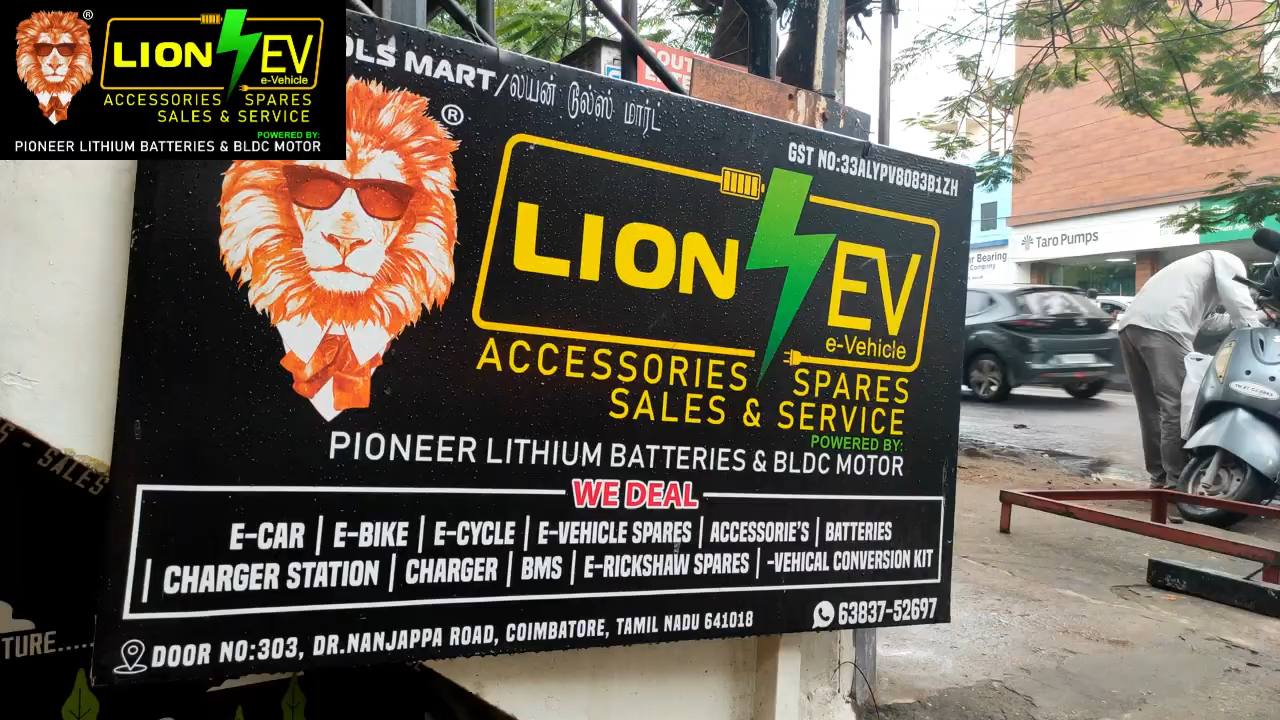 ®
LION EV
e-Vehicle
ACCESSORIES SPARES
SALES & SERVICE
POWERED BY:
PIONEER LITHIUM BATTERIES & BLDC MOTOR
OLS MART/லயன் டூல்ஸ் மார்ட்
®
GST NO:33ALYPV8083B1ZH
LION EV
e-Vehicle
ACCESSORIES SPARES
SALES & SERVICE
POWERED BY:
PIONEER LITHIUM BATTERIES & BLDC MOTOR
WE DEAL
E-CAR | E-BIKE | E-CYCLE | E-VEHICLE SPARES | ACCESSORIE'S | BATTERIES
| CHARGER STATION | CHARGER | BMS | E-RICKSHAW SPARES | -VEHICAL CONVERSION KIT
DOOR NO:303, DR.NANJAPPA ROAD, COIMBATORE, TAMIL NADU 641018
63837-52697
Taro Pumps
Bearing
Company
SALES
TURE.....